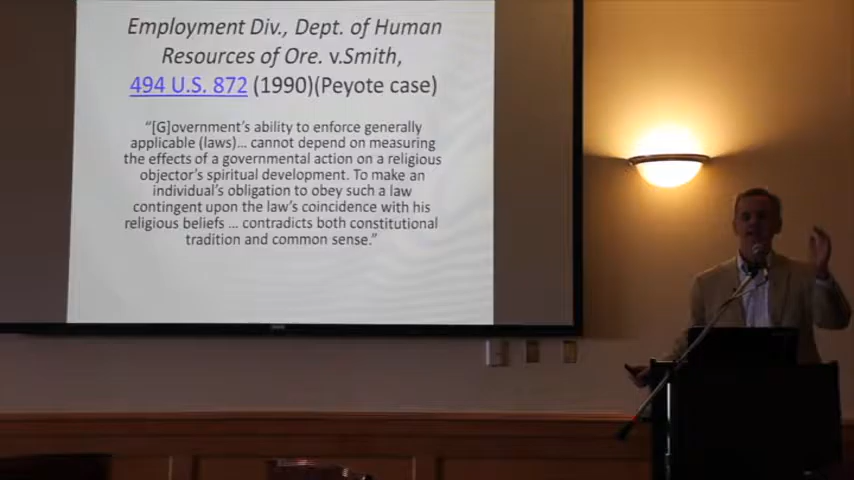 Employment Div., Dept. of Human
Resources of Ore. v.Smith,
494 U.S. 872 (1990)(Peyote case)
“[G]overnment’s ability to enforce generally
applicable (laws)... cannot depend on measuring
the effects of a governmental action on a religious
objector’s spiritual development. To make an
individual’s obligation to obey such a law
contingent upon the law’s coincidence with his
religious beliefs ... contradicts both constitutional
tradition and common sense.”